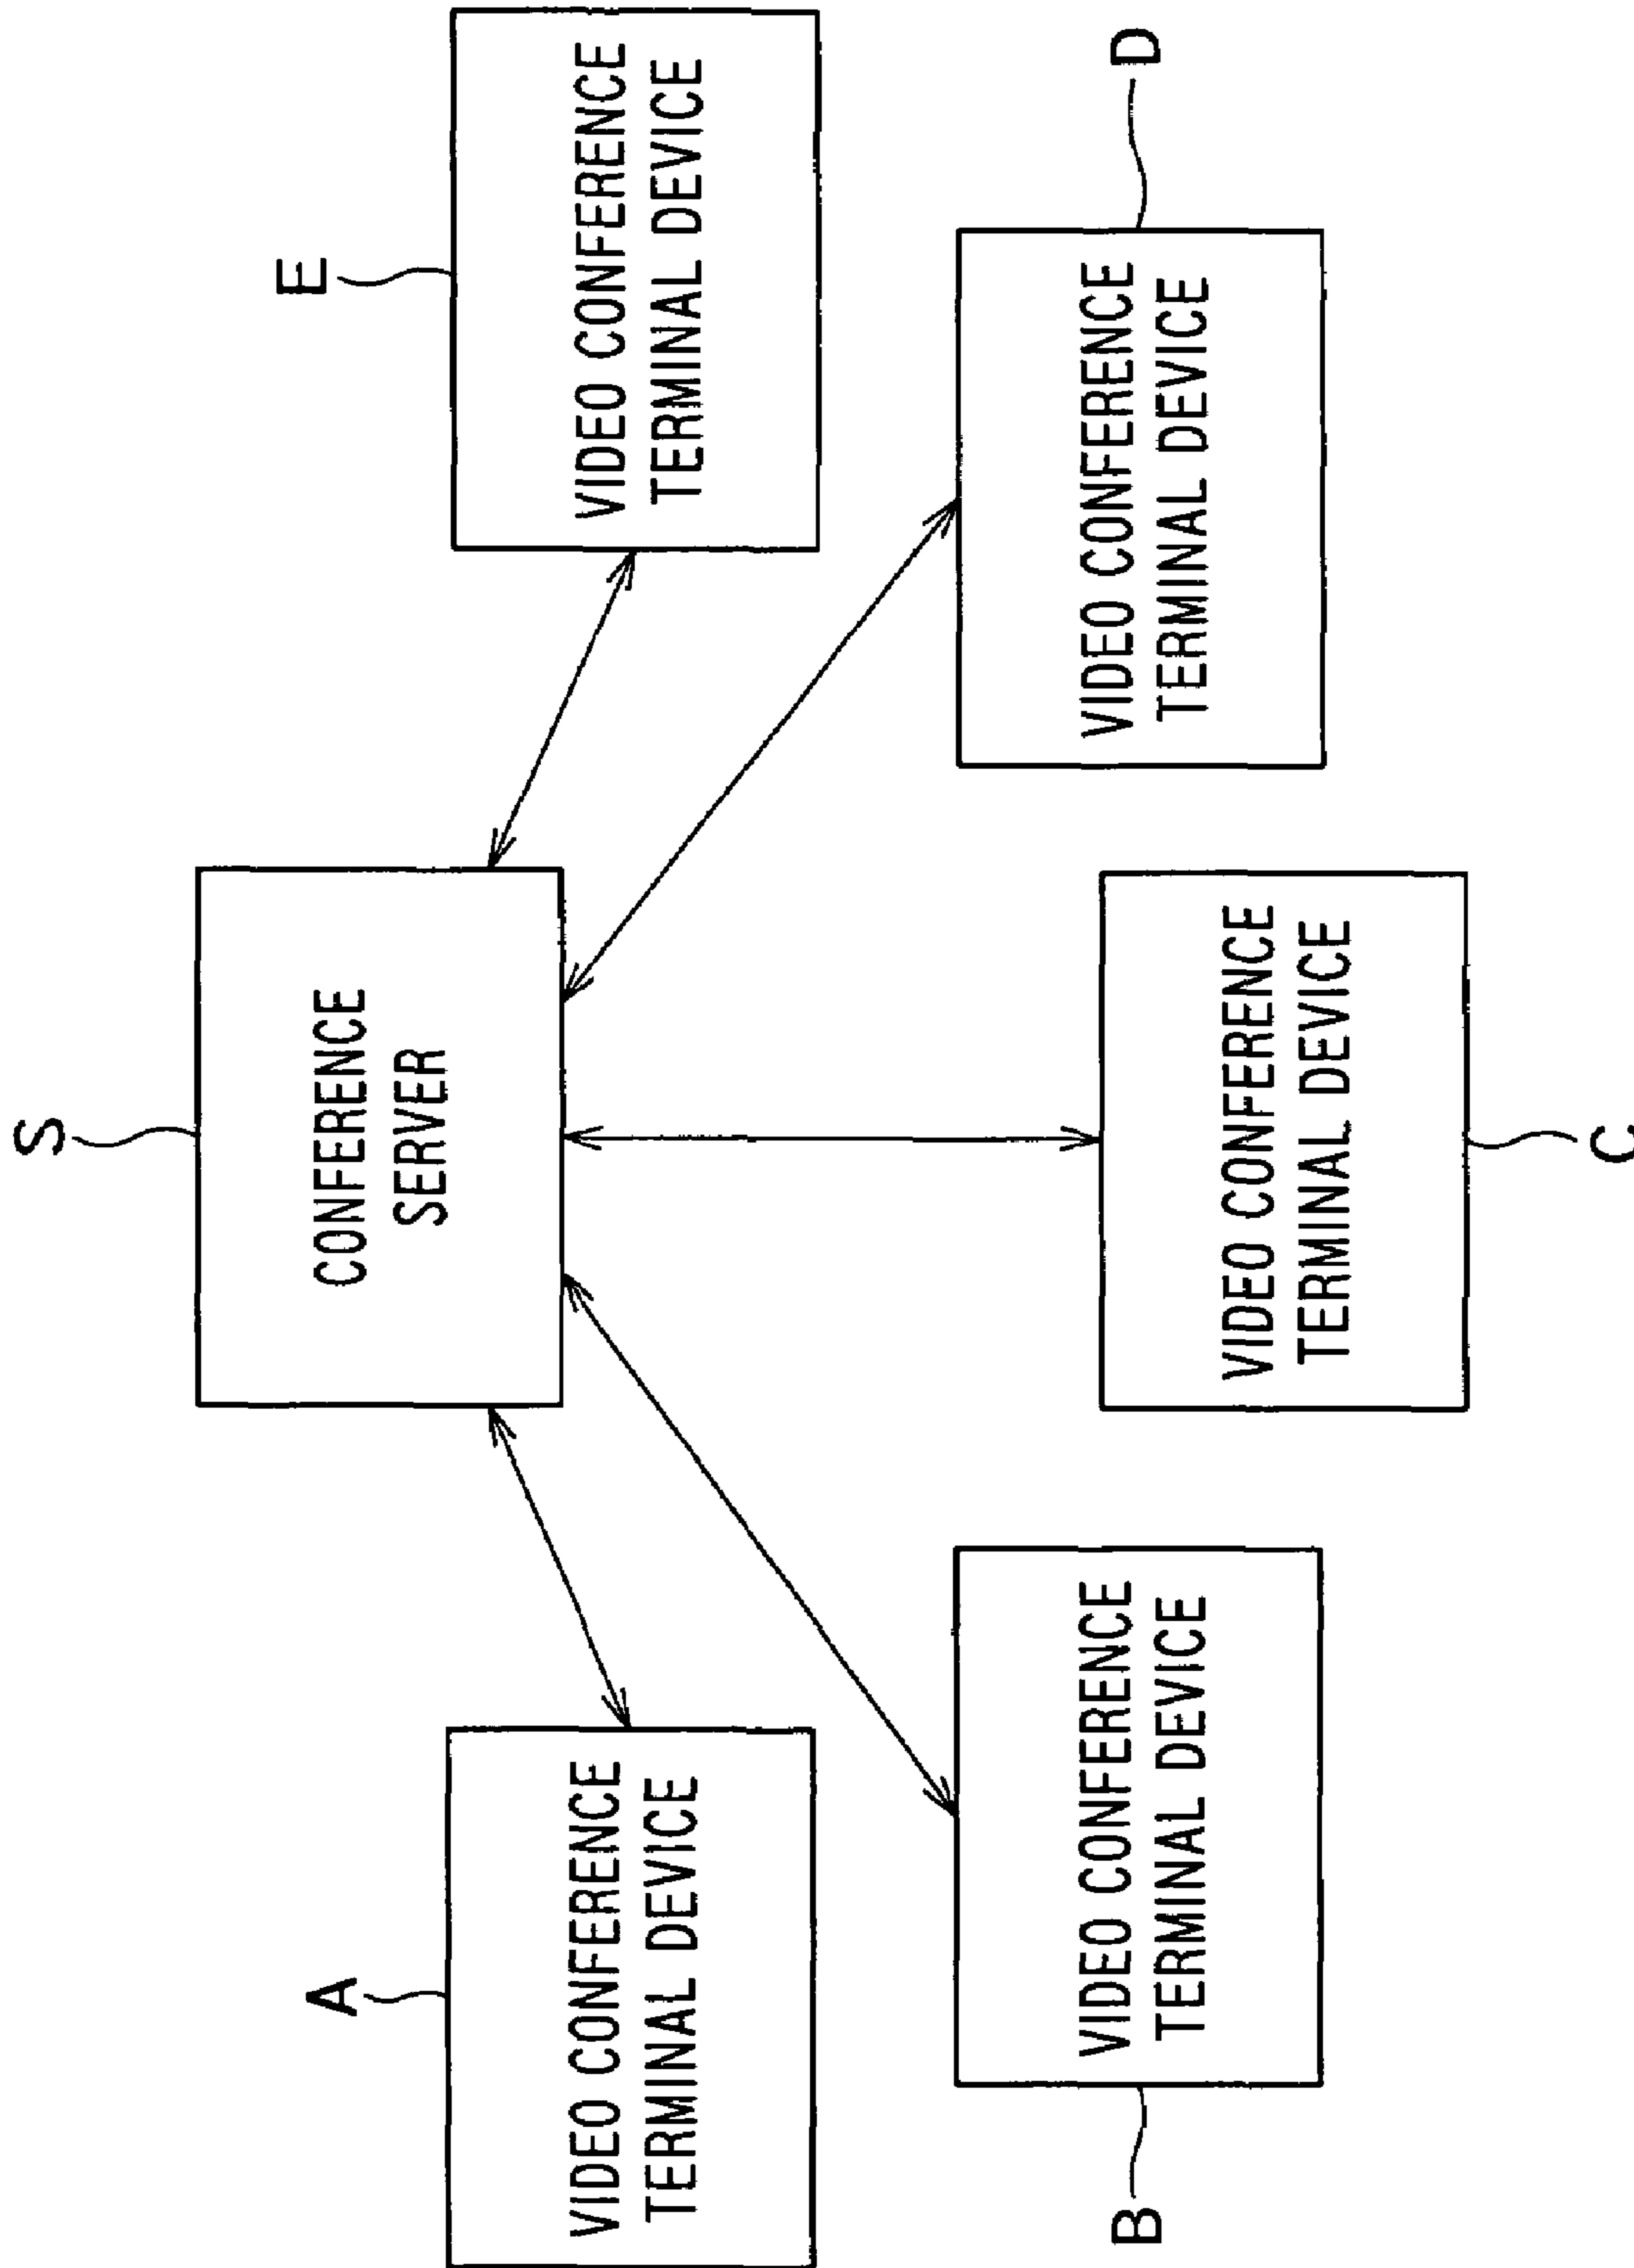 S
CONFERENCE
SERVER
A
VIDEO CONFERENCE
TERMINAL DEVICE
E
VIDEO CONFERENCE
TERMINAL DEVICE
B
VIDEO CONFERENCE
TERMINAL DEVICE
D
VIDEO CONFERENCE
TERMINAL DEVICE
VIDEO CONFERENCE
TERMINAL DEVICE
C